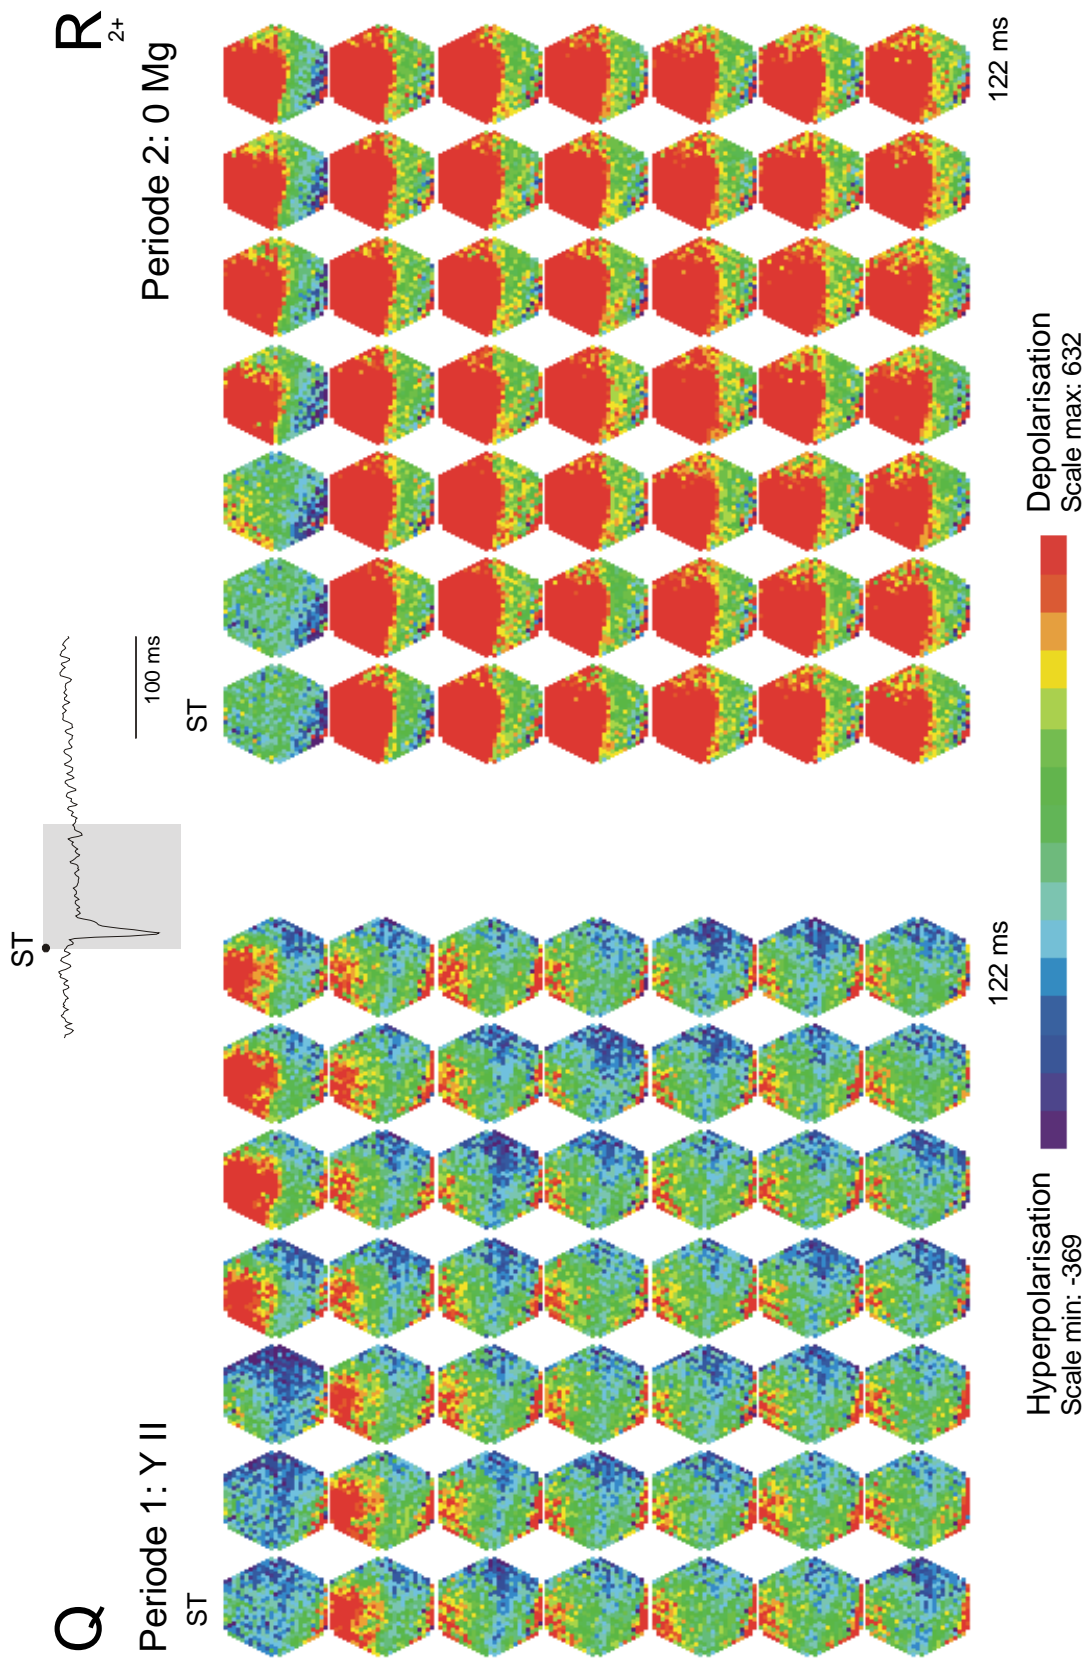 Q
R
Periode 1: Y II
Periode 2: 0 Mg2+
ST
ST
100 ms
ST
122 ms
122 ms
Hyperpolarisation
Scale min: -369
Depolarisation
Scale max: 632